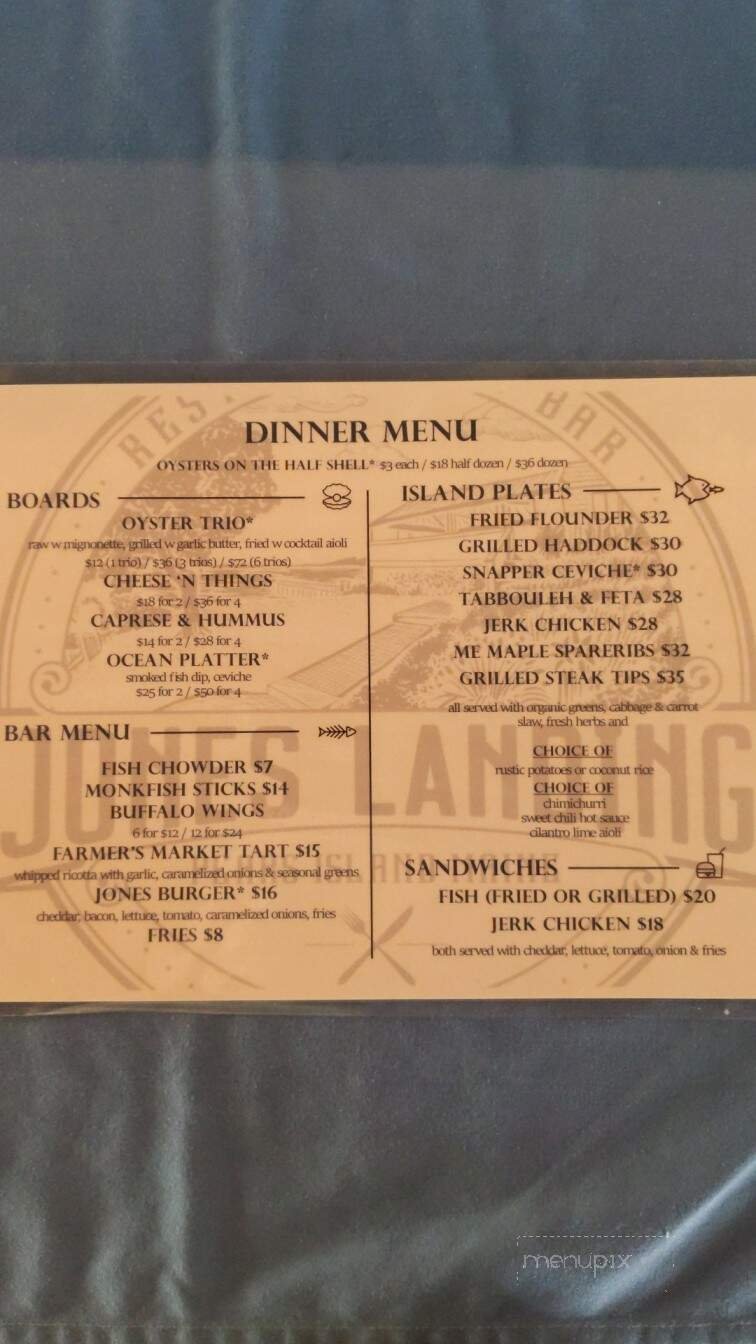 REST
BAR
DINNER MENU
OYSTERS ON THE HALF SHELL* $3 each / $18 half dozen / $36 dozen
BOARDS
OYSTER TRIO*
raw w mignonette, grilled w garlic butter, fried w cocktail aioli
$12 (1 trio) / $36 (3 trios) / $72 (6 trios)
CHEESE 'N THINGS
$18 for 2 / $36 for 4
CAPRESE & HUMMUS
$14 for 2 / $28 for 4
OCEAN PLATTER*
smoked fish dip, ceviche
$25 for 2 / $50 for 4
BAR MENU
FISH CHOWDER $7
MONKFISH STICKS $14
BUFFALO WINGS
6 for $12 / 12 for $24
FARMER'S MARKET TART $15
whipped ricotta with garlic, caramelized onions & seasonal greens
JONES BURGER* $16
cheddar, bacon, lettuce, tomato, caramelized onions, fries
FRIES $8
ISLAND PLATES
FRIED FLOUNDER $32
GRILLED HADDOCK $30
SNAPPER CEVICHE* $30
TABBOULEH & FETA $28
JERK CHICKEN $28
ME MAPLE SPARERIBS $32
GRILLED STEAK TIPS $35
all served with organic greens, cabbage & carrot
slaw, fresh herbs and
CHOICE OF
rustic potatoes or coconut rice
CHOICE OF
chimichurri
sweet chili hot sauce
cilantro lime aioli
SANDWICHES
FISH (FRIED OR GRILLED) $20
JERK CHICKEN $18
both served with cheddar, lettuce, tomato, onion & fries
JONES LANDING
menupix